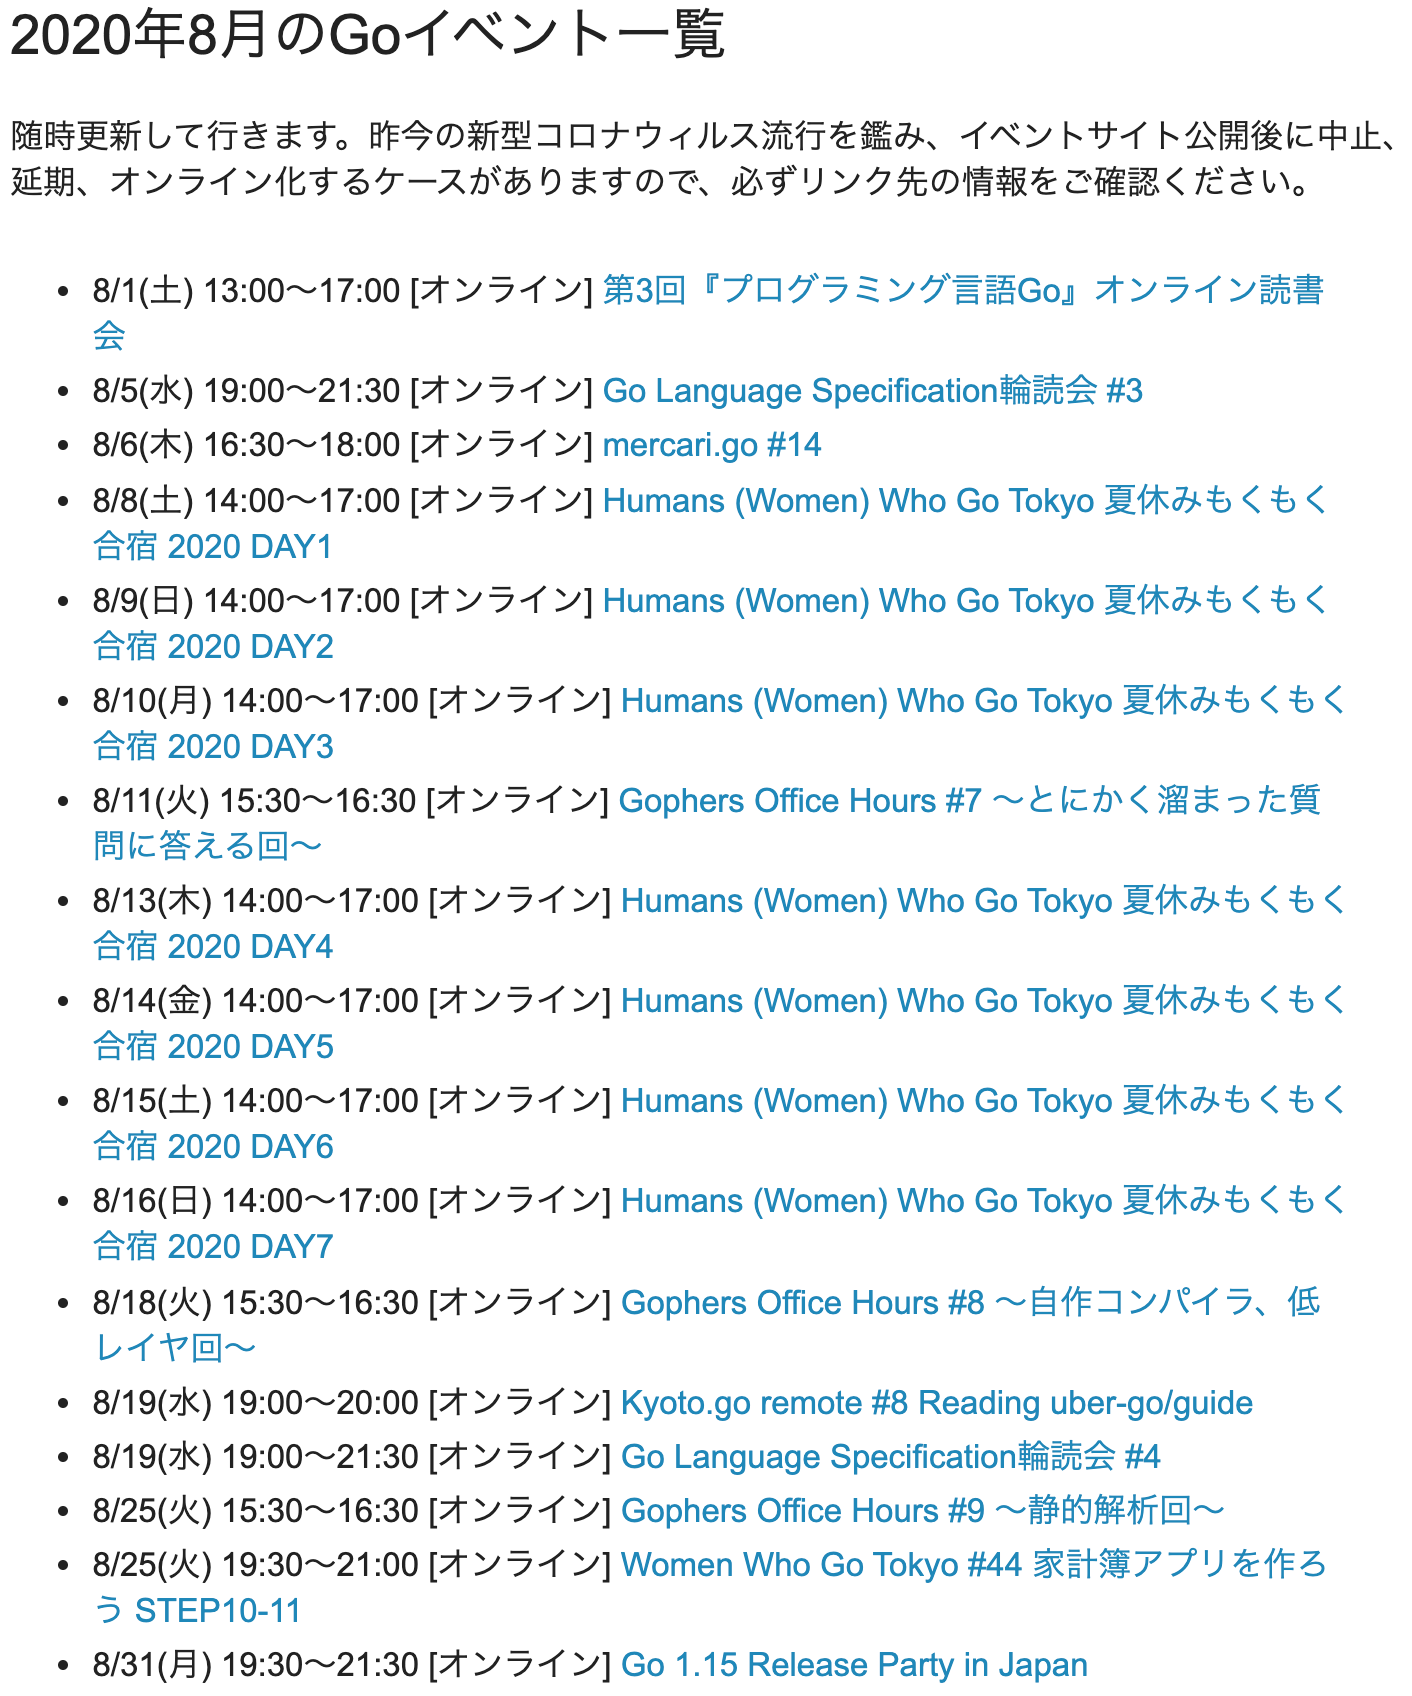 2020年8月のGoイベント一覧
随時更新して行きます。昨今の新型コロナウィルス流行を鑑み、イベントサイト公開後に中止、
延期、オンライン化するケースがありますので、必ずリンク先の情報をご確認ください。
• 8/1(土) 13:00〜17:00 [オンライン] 第3回『プログラミング言語Go』オンライン読書
会
• 8/5(水) 19:00〜21:30 [オンライン] Go Language Specification輪読会 #3
• 8/6(木) 16:30〜18:00 [オンライン] mercari.go #14
• 8/8(土) 14:00〜17:00 [オンライン] Humans (Women) Who Go Tokyo 夏休みもくもく
合宿 2020 DAY1
• 8/9(日) 14:00〜17:00 [オンライン] Humans (Women) Who Go Tokyo 夏休みもくもく
合宿 2020 DAY2
• 8/10(月) 14:00〜17:00 [オンライン] Humans (Women) Who Go Tokyo 夏休みもくもく
合宿 2020 DAY3
• 8/11(火) 15:30〜16:30 [オンライン] Gophers Office Hours #7 〜とにかく溜まった質
問に答える回〜
• 8/13(木) 14:00〜17:00 [オンライン] Humans (Women) Who Go Tokyo 夏休みもくもく
合宿 2020 DAY4
• 8/14(金) 14:00〜17:00 [オンライン] Humans (Women) Who Go Tokyo 夏休みもくもく
合宿 2020 DAY5
• 8/15(土) 14:00〜17:00 [オンライン] Humans (Women) Who Go Tokyo 夏休みもくもく
合宿 2020 DAY6
• 8/16(日) 14:00〜17:00 [オンライン] Humans (Women) Who Go Tokyo 夏休みもくもく
合宿 2020 DAY7
• 8/18(火) 15:30〜16:30 [オンライン] Gophers Office Hours #8 〜自作コンパイラ、低
レイヤ回〜
• 8/19(水) 19:00〜20:00 [オンライン] Kyoto.go remote #8 Reading uber-go/guide
• 8/19(水) 19:00〜21:30 [オンライン] Go Language Specification輪読会 #4
• 8/25(火) 15:30〜16:30 [オンライン] Gophers Office Hours #9 〜静的解析回〜
• 8/25(火) 19:30〜21:00 [オンライン] Women Who Go Tokyo #44 家計簿アプリを作ろ
う STEP10-11
• 8/31(月) 19:30〜21:30 [オンライン] Go 1.15 Release Party in Japan